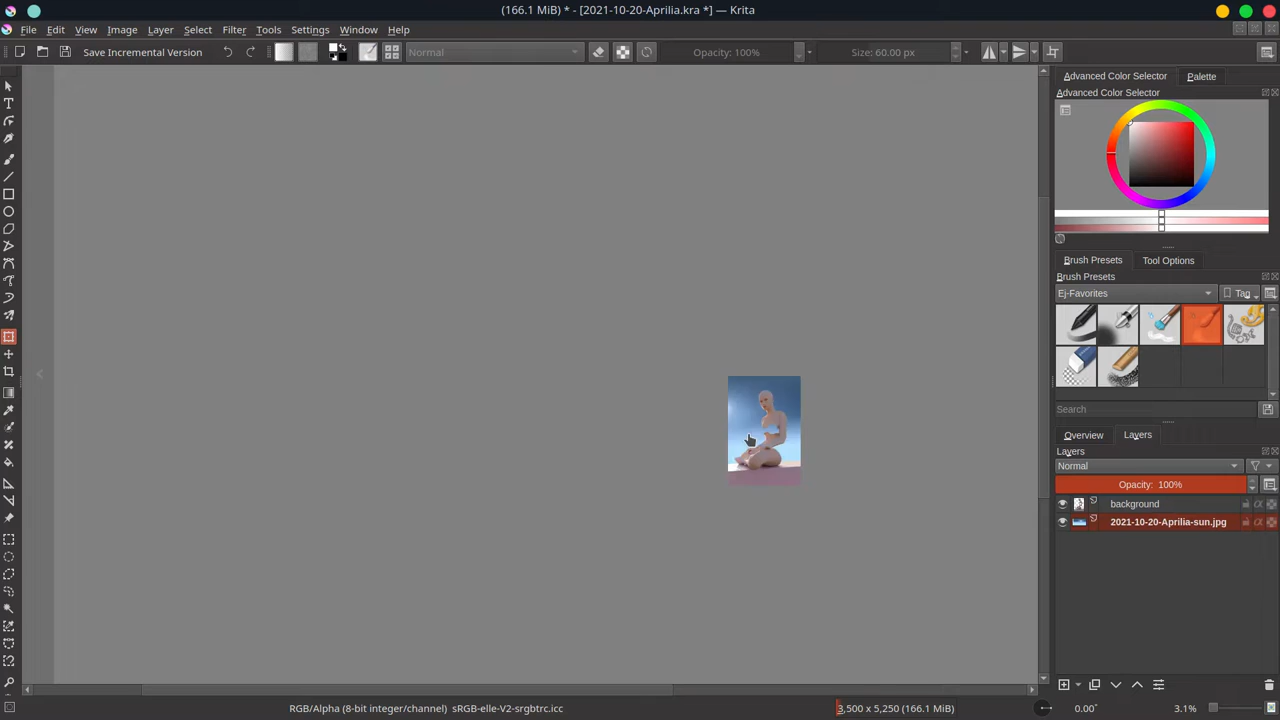 (166.1 MiB) * - [2021-10-20-Aprilia.kra *] — Krita
File Edit View Image Layer Select Filter Tools Settings Window Help
Save Incremental Version Normal Opacity: 100% Size: 60.00 px
Advanced Color Selector Palette
Advanced Color Selector
Brush Presets Tool Options
Brush Presets
Ej-Favorites Tag
Search
Overview Layers
Layers
Normal
Opacity: 100%
background
2021-10-20-Aprilia-sun.jpg
RGB/Alpha (8-bit integer/channel) sRGB-elle-V2-srgbtrc.icc 3,500 x 5,250 (166.1 MiB) 0.00° 3.1%